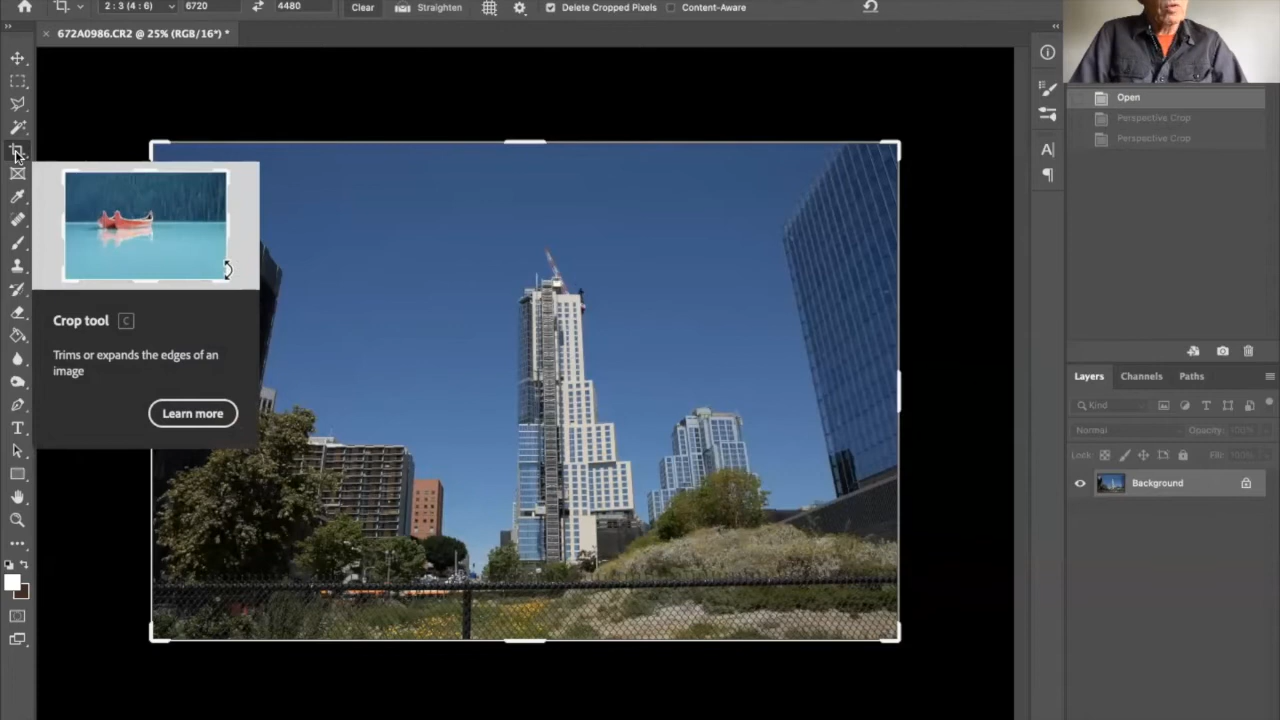 2 : 3 (4 : 6) 6720 4480 Clear Straighten Delete Cropped Pixels Content-Aware
672A0986.CR2 @ 25% (RGB/16*) *
Open
Perspective Crop
Perspective Crop
Crop tool C
Trims or expands the edges of an
image
Learn more
Layers Channels Paths
Kind
Normal Opacity: 100%
Lock: Fill: 100%
Background